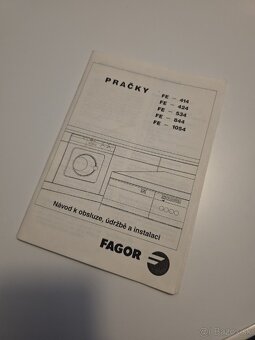 PRAČKY
FE - 414
FE - 424
FE - 534
FE - 844
FE - 1054
Návod k obsluze, údržbě a instalaci
FAGOR